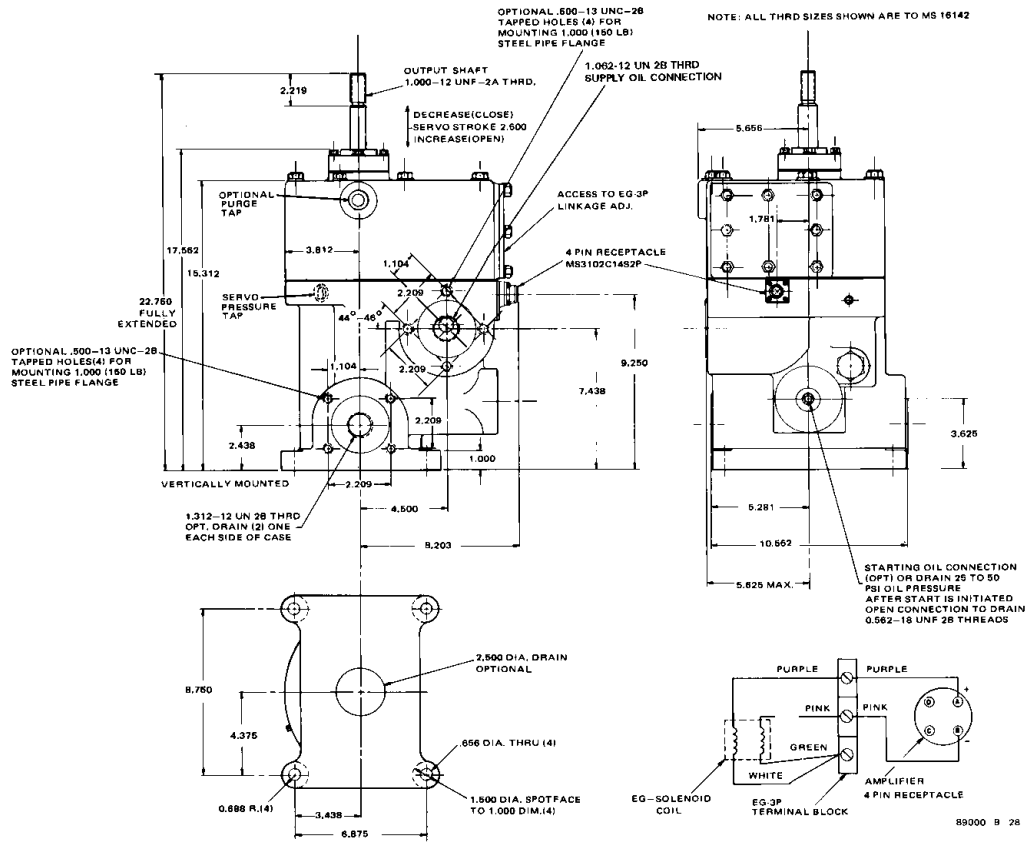 OPTIONAL .500-13 UNC-2B
TAPPED HOLES (4) FOR
MOUNTING 1.000 (150 LB)
STEEL PIPE FLANGE
NOTE: ALL THRD SIZES SHOWN ARE TO MS 16142
OUTPUT SHAFT
1.000-12 UNF-2A THRD.
1.062-12 UN 2B THRD
SUPPLY OIL CONNECTION
2.219
DECREASE(CLOSE)
SERVO STROKE 2.600
INCREASE(OPEN)
5.656
OPTIONAL
PURGE
TAP
ACCESS TO EG-3P
LINKAGE ADJ.
1.781
17.562
15.312
3.812
1.104
4 PIN RECEPTACLE
MS3102C14S2P
22.750
FULLY
EXTENDED
SERVO
PRESSURE
TAP
2.209
44° -46°
OPTIONAL .500-13 UNC-2B
TAPPED HOLES(4) FOR
MOUNTING 1.000 (150 LB)
STEEL PIPE FLANGE
1.104
2.209
9.250
7.438
2.209
2.438
3.625
1.000
VERTICALLY MOUNTED
2.209
4.500
5.281
1.312-12 UN 2B THRD
OPT. DRAIN (2) ONE
EACH SIDE OF CASE
8.203
10.562
5.625 MAX.
STARTING OIL CONNECTION
(OPT) OR DRAIN 25 TO 50
PSI OIL PRESSURE
AFTER START IS INITIATED
OPEN CONNECTION TO DRAIN
0.562-18 UNF 2B THREADS
2,500 DIA. DRAIN
OPTIONAL
8.750
4.375
.656 DIA. THRU (4)
1.500 DIA. SPOTFACE
TO 1.000 DIM.(4)
0.688 R.(4)
3.438
6.875
PURPLE PURPLE
+
D A
PINK PINK
C B
-
GREEN
WHITE
AMPLIFIER
4 PIN RECEPTACLE
EG-SOLENOID
COIL
EG-3P
TERMINAL BLOCK
89000 B 28